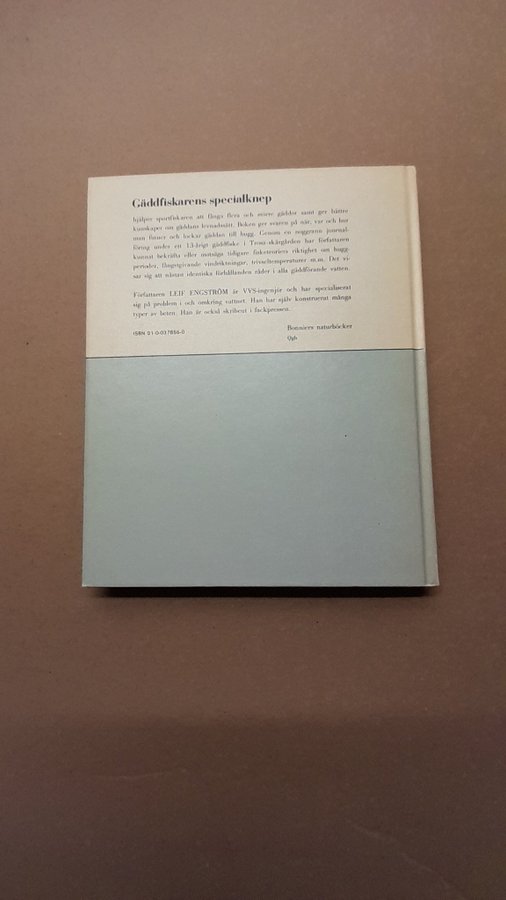 Gäddfiskarens specialknep
hjälper sportfiskaren att fånga flera och större gäddor samt ger bättre
kunskaper om gäddans levnadssätt. Boken ger svaren på när, var och hur
man finner och lockar gäddan till hugg. Genom en noggrann journal-
föring under ett 13-årigt gäddfiske i Trosa skärgården har författaren
kunnat bekräfta eller motsäga tidigare fisketeoriers riktighet om hugg-
perioder, fångstgivande vindriktningar, trivseltemperaturer m.m. Det vi-
sar sig att nästan identiska förhållanden råder i alla gäddförande vatten.
Författaren LEIF ENGSTRÖM är VVS-ingenjör och har specialiserat
sig på problem i och omkring vattnet. Han har själv konstruerat många
typer av beten. Han är också skribent i fackpressen.
ISBN 91-0-037856-0
Bonniers naturböcker
Qgb